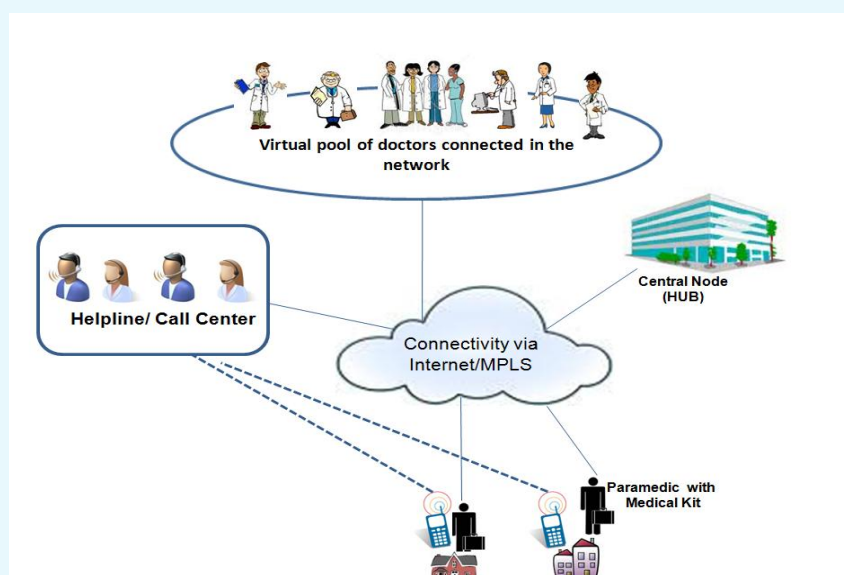 Virtual pool of doctors connected in the
network
Helpline/ Call Center
Central Node
(HUB)
Connectivity via
Internet/MPLS
Paramedic with
Medical Kit